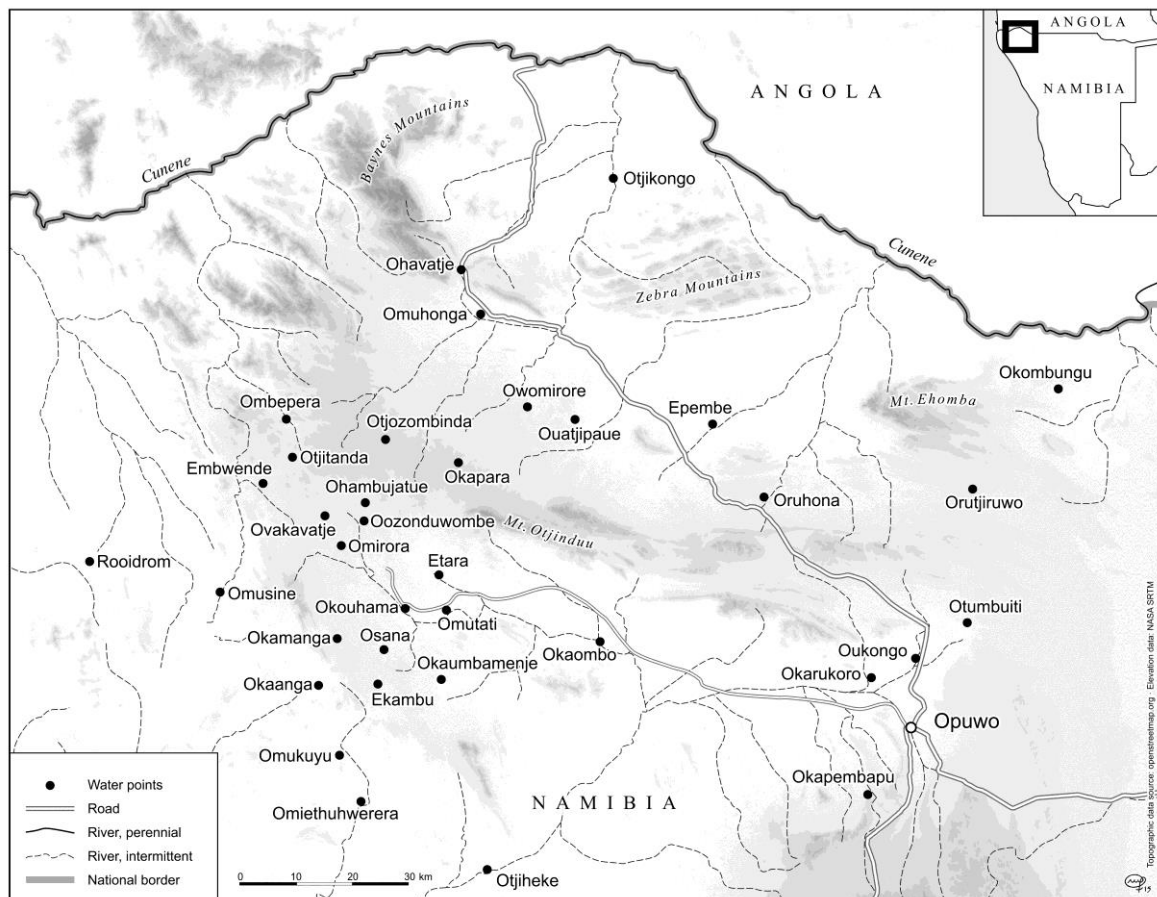 ANGOLA
NAMIBIA
ANGOLA
Baynes Mountains
Cunene
Otjikongo
Cunene
Ohavatje
Zebra Mountains
Omuhonga
Okombungu
Mt. Ehomba
Owomirore
Ombepera
Otjozombinda
Ouatjipaue
Epembe
Otjitanda
Embwende
Okapara
Ohambujatue
Oruhona
Orutjiruwo
Ovakavatje
Oozonduwombe
Mt. Otjinduu
Omirora
Rooidrom
Etara
Omusine
Okouhama
Omutati
Otumbuiti
Okamanga
Osana
Okaombo
Oukongo
Okaumbamenje
Okarukoro
Okaanga
Ekambu
Opuwo
Omukuyu
Okapembapu
Omiethuhwerera
NAMIBIA
Otjiheke
Water points
Road
River, perennial
River, intermittent
National border
0 10 20 30 km
Topographic data source: openstreetmap.org · Elevation data: NASA SRTM